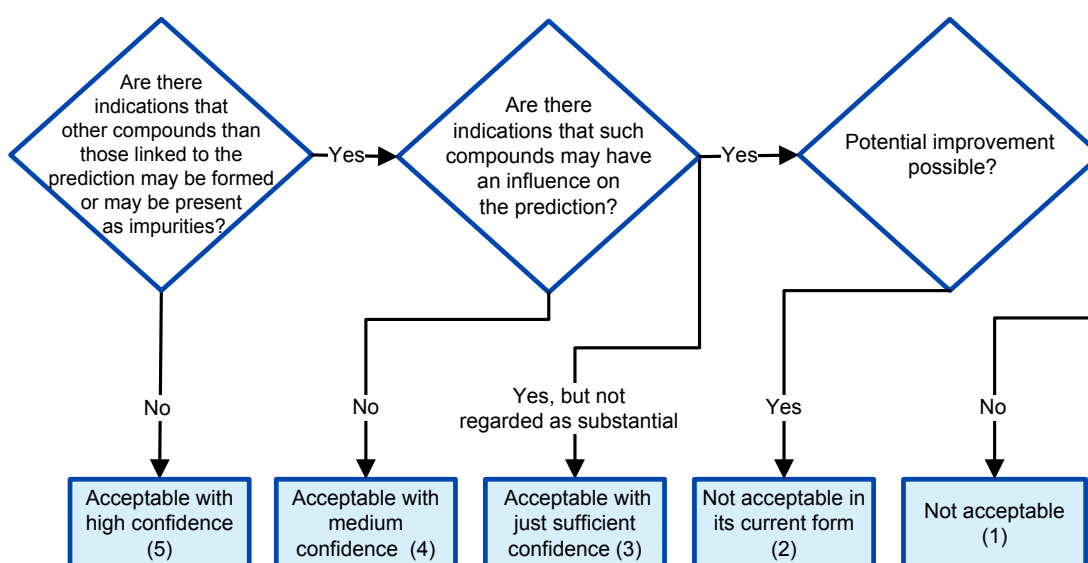 Are there
indications that
other compounds than
those linked to the
prediction may be formed
or may be present
as impurities?
Yes
Are there
indications that such
compounds may have
an influence on
the prediction?
Yes
Potential improvement
possible?
No
No
Yes, but not
regarded as substantial
Yes
No
Acceptable with
high confidence
(5)
Acceptable with
medium
confidence (4)
Acceptable with
just sufficient
confidence (3)
Not acceptable in
its current form
(2)
Not acceptable
(1)